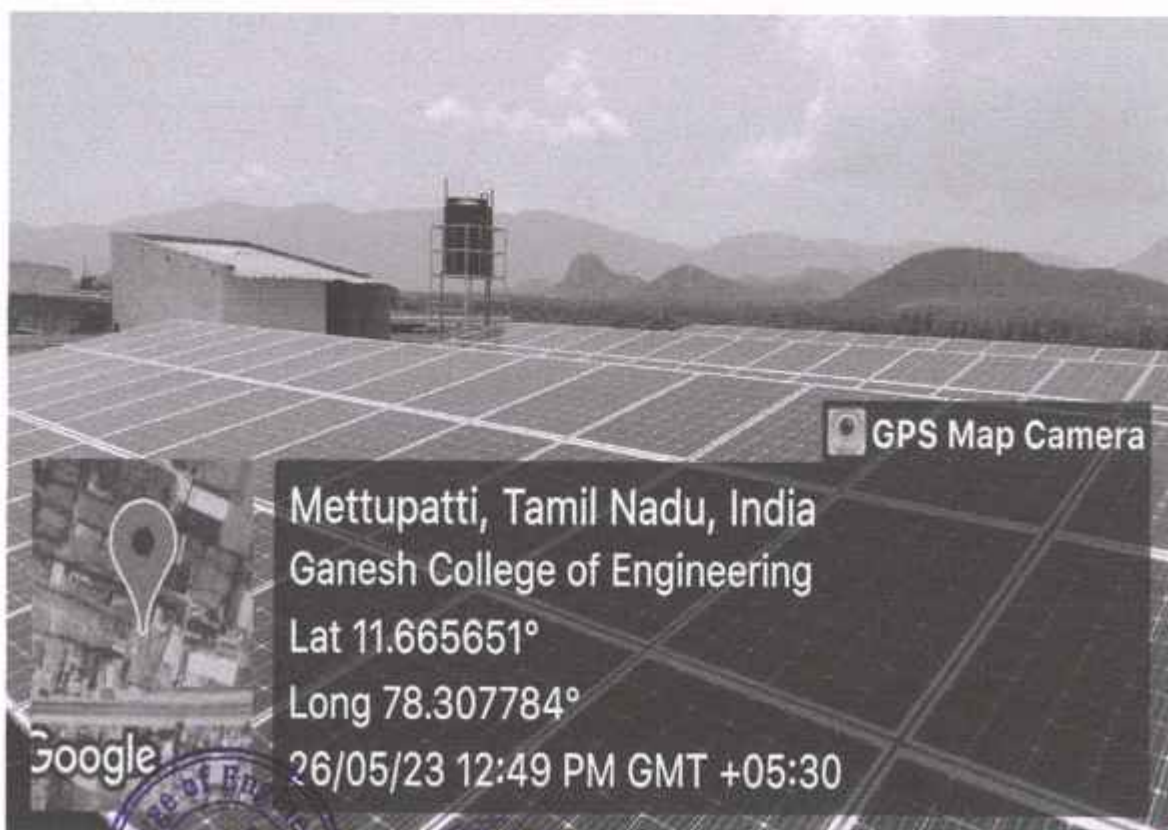 GPS Map Camera
Mettupatti, Tamil Nadu, India
Ganesh College of Engineering
Lat 11.665651°
Long 78.307784°
26/05/23 12:49 PM GMT +05:30
Google
of